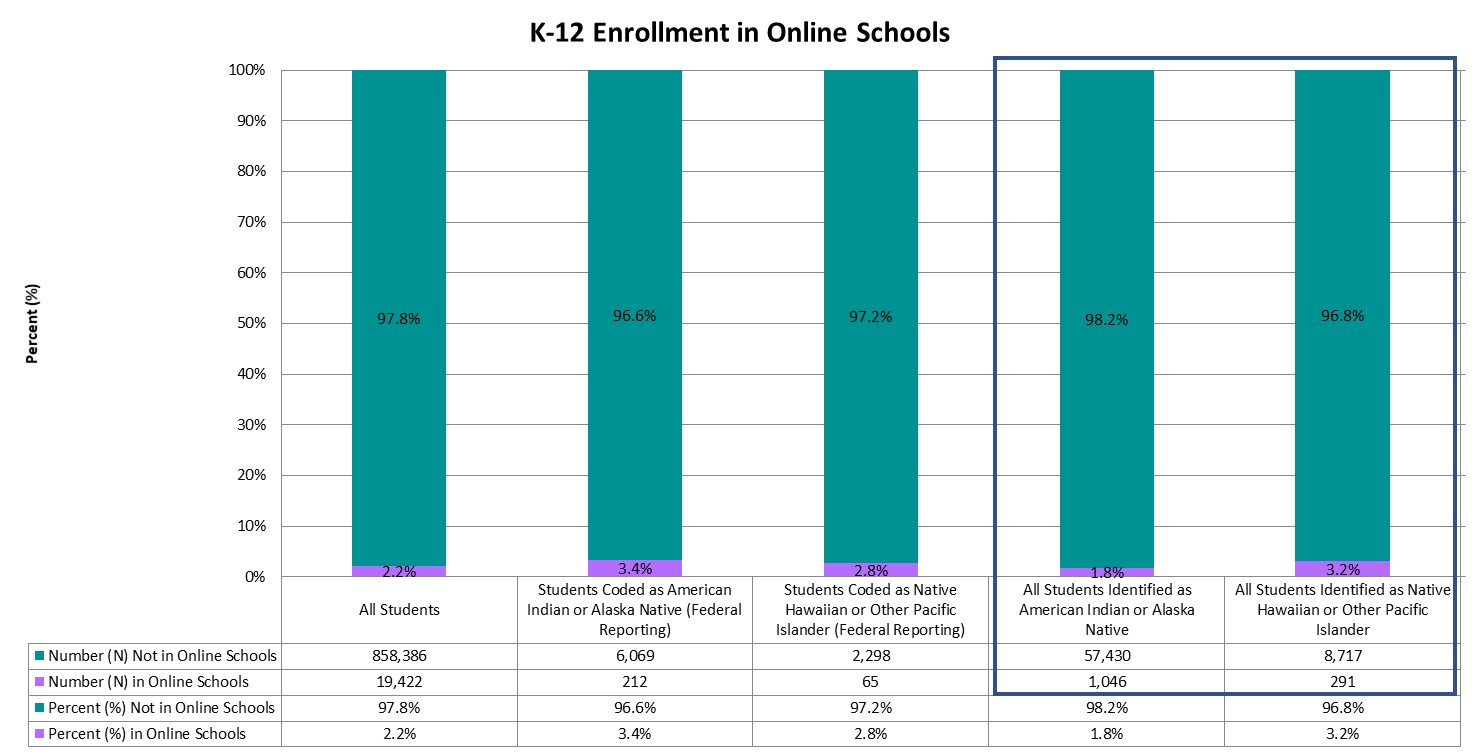 K-12 Enrollment in Online Schools
Percent (%)
100%
90%
80%
70%
60%
50%
40%
30%
20%
10%
0%
97.8% 96.6% 97.2% 98.2% 96.8%
2.2% 3.4% 2.8% 1.8% 3.2%
All Students
Students Coded as American
Indian or Alaska Native (Federal
Reporting)
Students Coded as Native
Hawaiian or Other Pacific
Islander (Federal Reporting)
All Students Identified as
American Indian or Alaska
Native
All Students Identified as Native
Hawaiian or Other Pacific
Islander
Number (N) Not in Online Schools 858,386 6,069 2,298 57,430 8,717
Number (N) in Online Schools 19,422 212 65 1,046 291
Percent (%) Not in Online Schools 97.8% 96.6% 97.2% 98.2% 96.8%
Percent (%) in Online Schools 2.2% 3.4% 2.8% 1.8% 3.2%